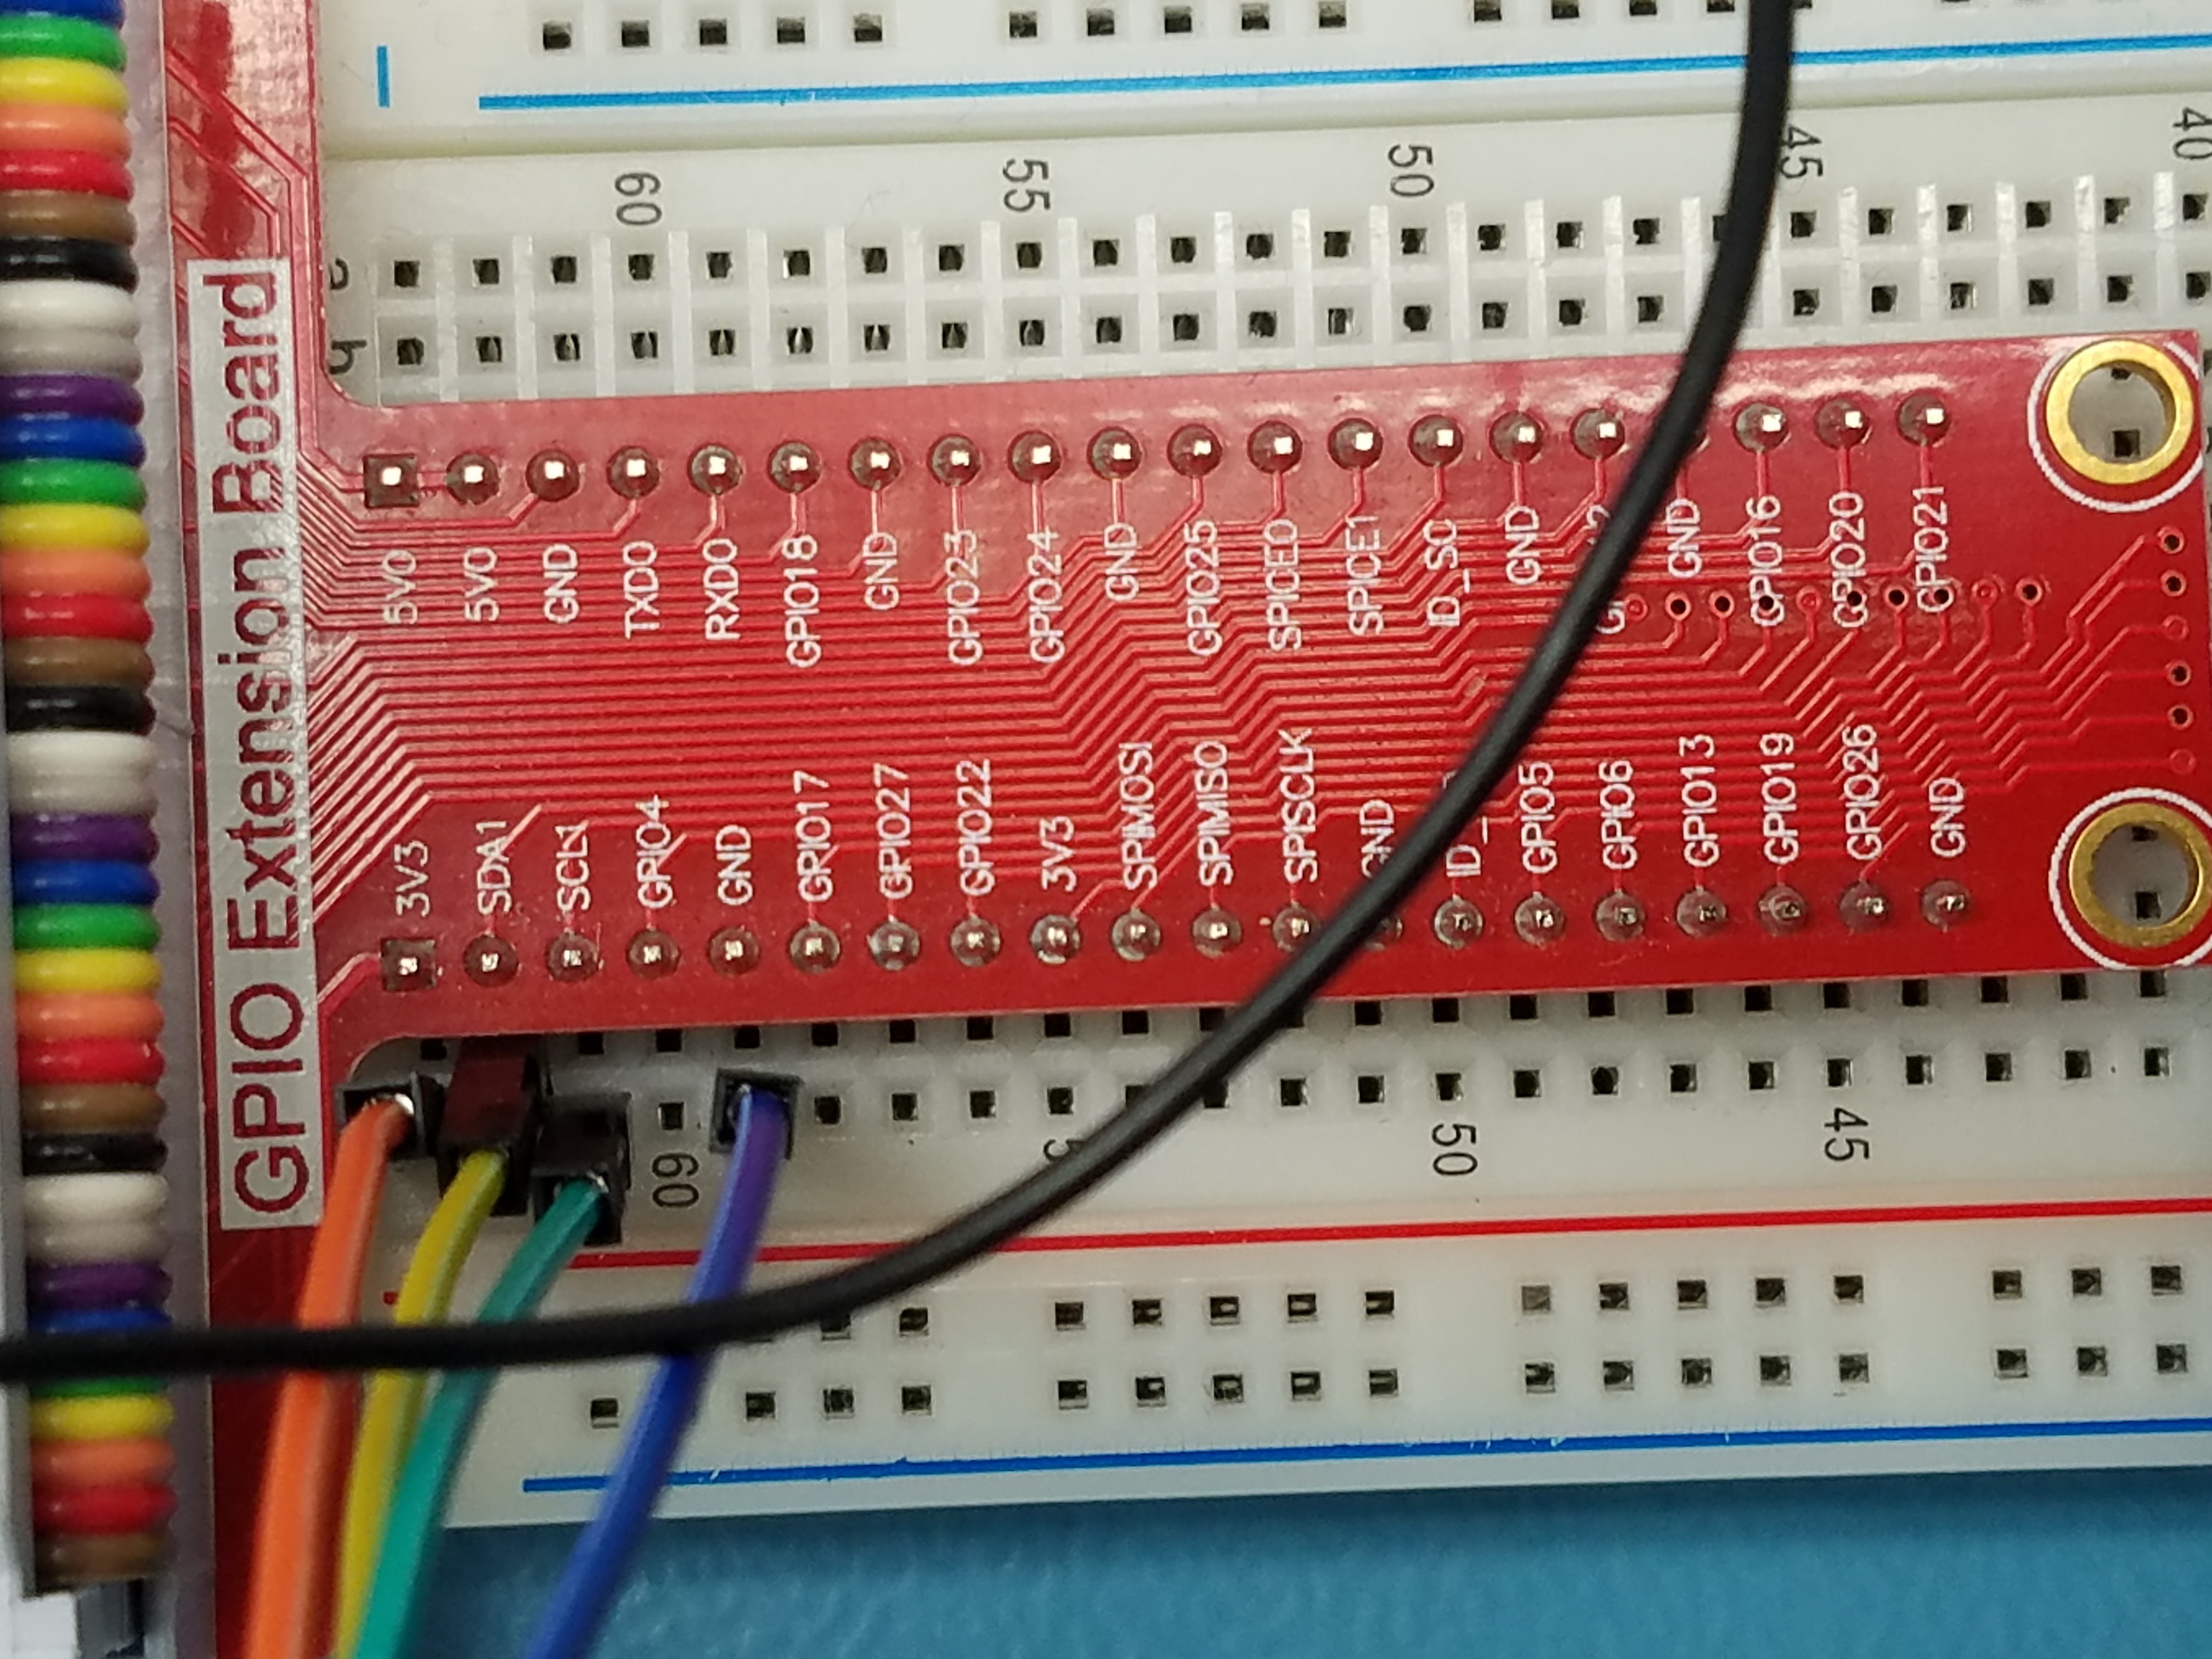 GPIO Extension Board
3V3 5V0
SDA1 5V0
SCL1 GND
GPIO4 TXD0
60 60
GND RXD0
GPIO17 GPIO18
GPIO27 GND
GPIO22 GPIO23
3V3 GPIO24
55
SPIMOSI GND
SPIMISO GPIO25
SPISCLK SPICE0
GND SPICE1
50 ID_SC 50
GPIO5 GND
GPIO6
GPIO13 GND
GPIO19 GPIO16
45 45
GPIO26 GPIO20
GND GPIO21
40